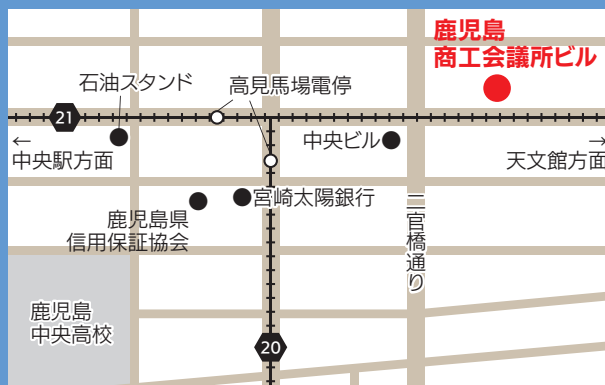 鹿児島
商工会議所ビル
石油スタンド
高見馬場電停
21
←
中央駅方面
中央ビル
→
天文館方面
宮崎太陽銀行
鹿児島県
信用保証協会
二官橋通り
鹿児島
中央高校
20